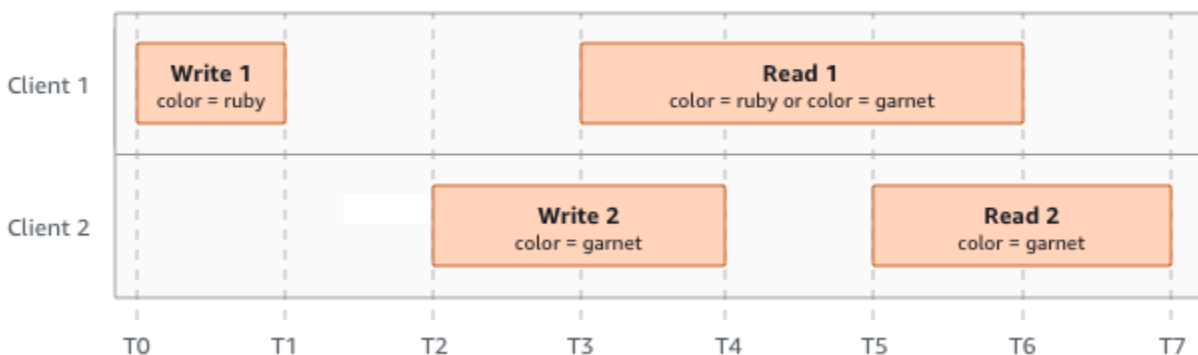 Client 1
Write 1
color = ruby
Read 1
color = ruby or color = garnet
Client 2
Write 2
color = garnet
Read 2
color = garnet
T0 T1 T2 T3 T4 T5 T6 T7